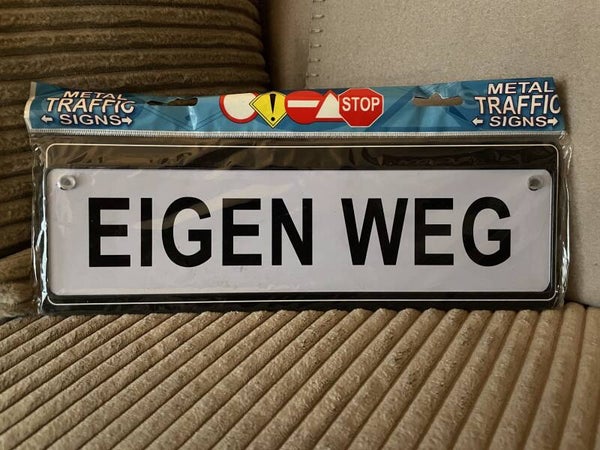 METAL
TRAFFIC
←SIGNS→
!
STOP
METAL
TRAFFIC
←SIGNS→
EIGEN WEG